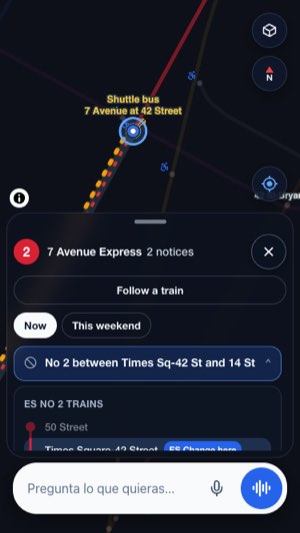 Shuttle bus
7 Avenue at 42 Street
N
2 7 Avenue Express 2 notices
Follow a train
Now This weekend
No 2 between Times Sq-42 St and 14 St
ES NO 2 TRAINS
50 Street
Times Square-42 Street ES Change here
Pregunta lo que quieras...